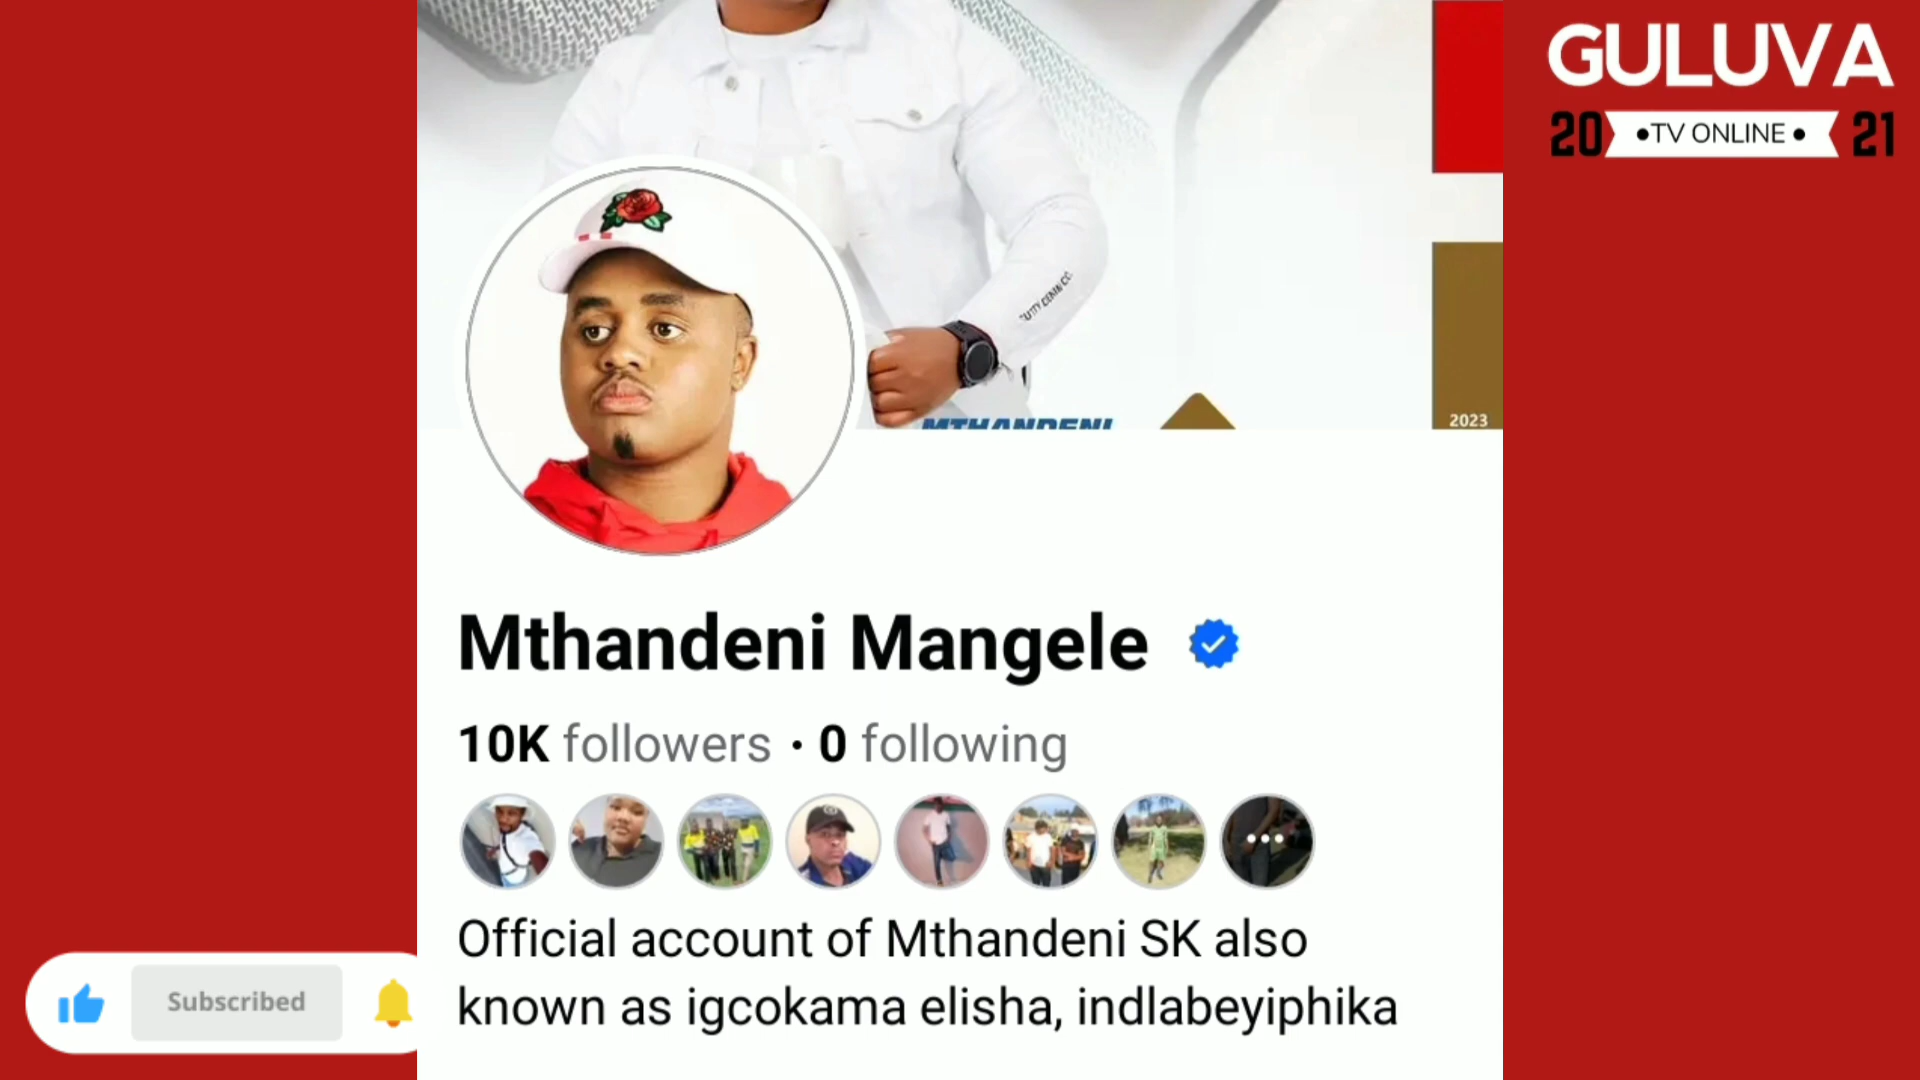 GULUVA
20 •TV ONLINE• 21
MTHANDENI
2023
Mthandeni Mangele
10K followers · 0 following
Official account of Mthandeni SK also
known as igcokama elisha, indlabeyiphika
Subscribed